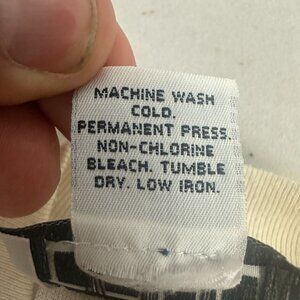 MACHINE WASH
COLD.
PERMANENT PRESS.
NON-CHLORINE
BLEACH. TUMBLE
DRY. LOW IRON.